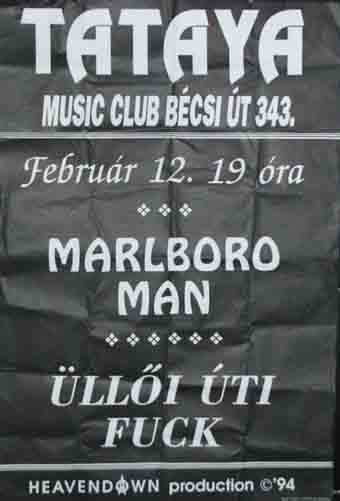 TATAYA
MUSIC CLUB BÉCSI ÚT 343.
Február 12. 19 óra
MARLBORO
MAN
ÜLLŐI ÚTI
FUCK
HEAVENDOWN production ©'94